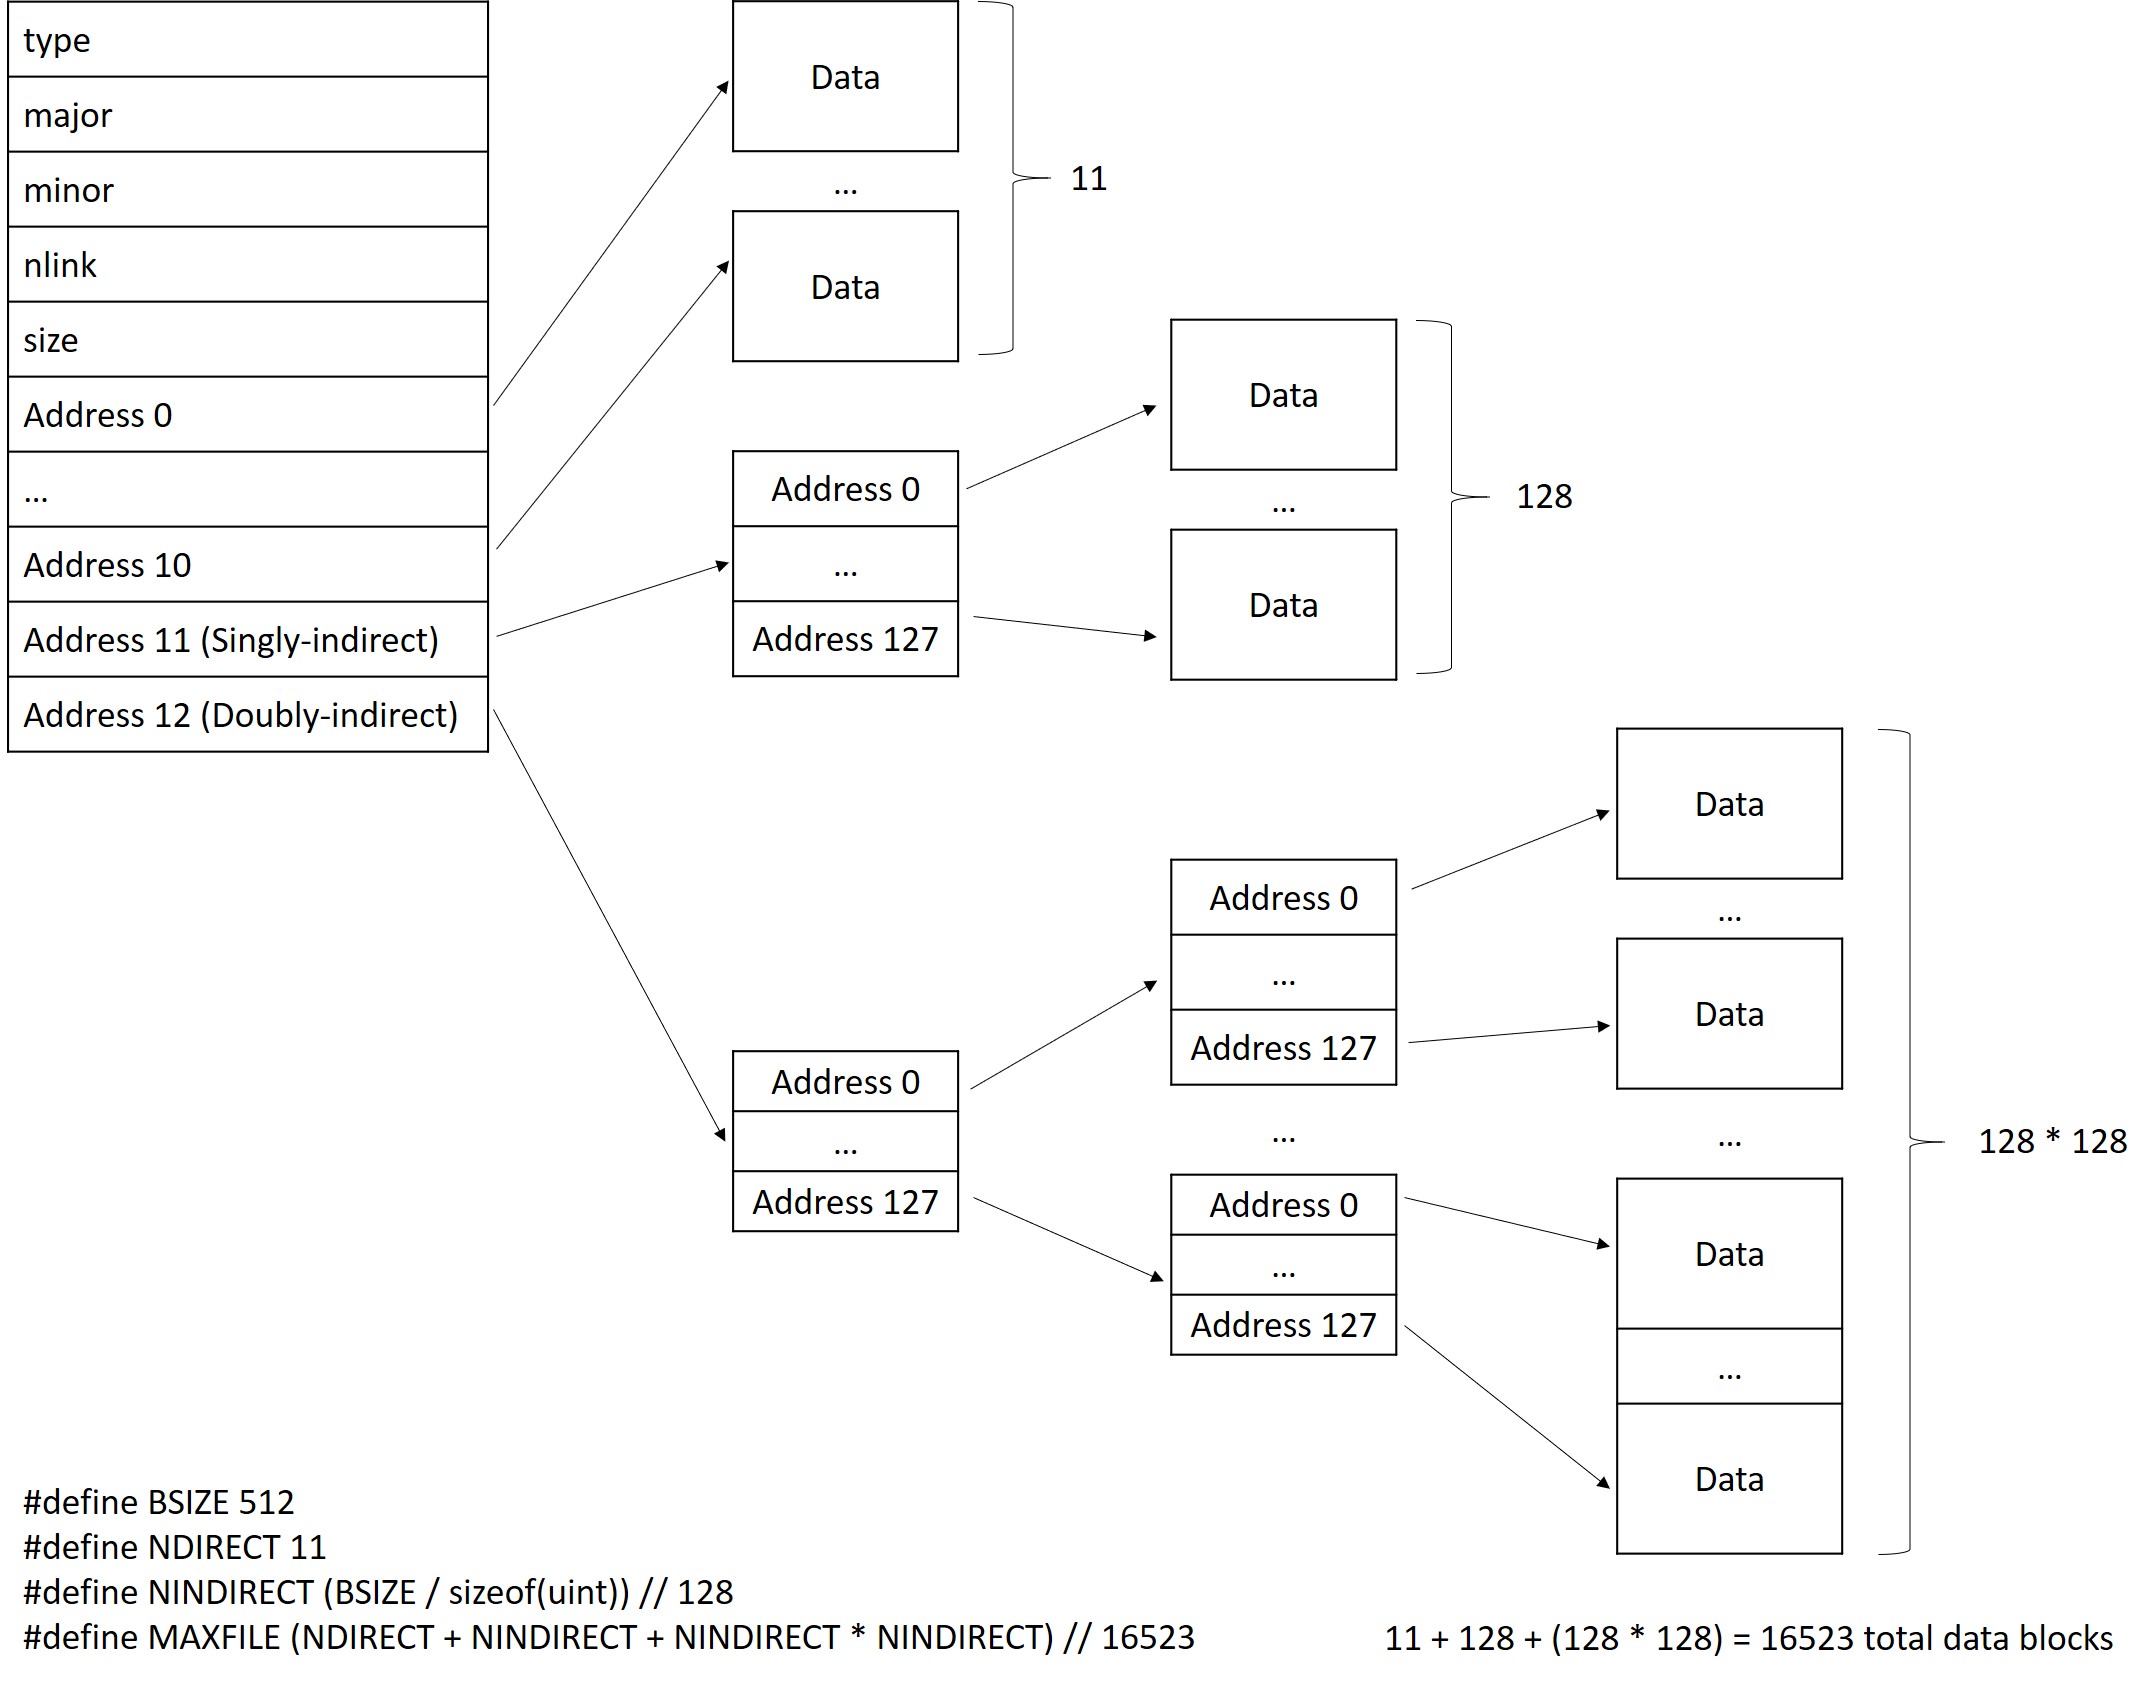 type
major
minor
nlink
size
Address 0
...
Address 10
Address 11 (Singly-indirect)
Address 12 (Doubly-indirect)
Data
...
Data
11
Address 0
...
Address 127
Data
...
Data
128
Address 0
...
Address 127
Address 0
...
Address 127
...
Address 0
...
Address 127
Data
...
Data
...
Data
...
Data
128 * 128
#define BSIZE 512
#define NDIRECT 11
#define NINDIRECT (BSIZE / sizeof(uint)) // 128
#define MAXFILE (NDIRECT + NINDIRECT + NINDIRECT * NINDIRECT) // 16523
11 + 128 + (128 * 128) = 16523 total data blocks